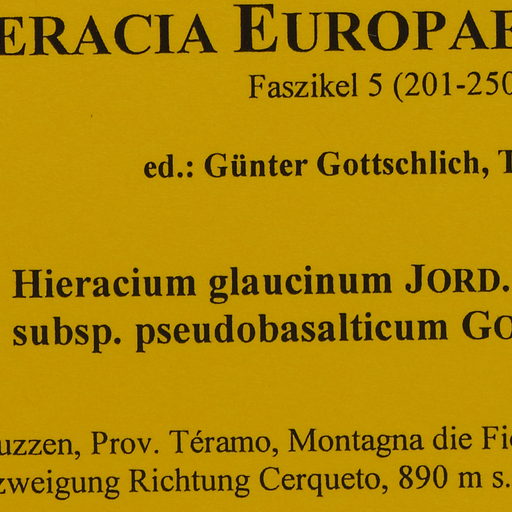 ERACIA EUROPAE
Faszikel 5 (201-250
ed.: Günter Gottschlich, T
Hieracium glaucinum JORD.
subsp. pseudobasalticum GO
uzzen, Prov. Téramo, Montagna die Fio
zweigung Richtung Cerqueto, 890 m s.